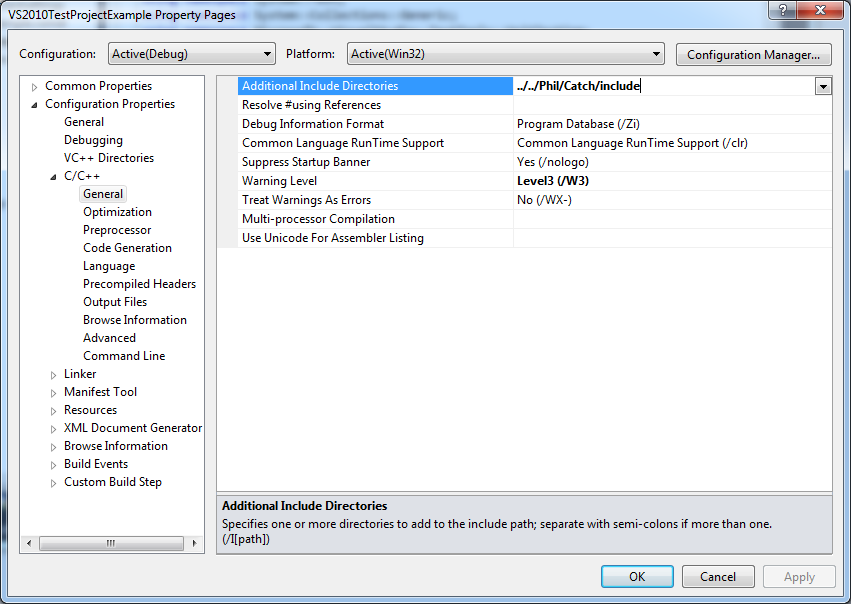 VS2010TestProjectExample Property Pages
Configuration: Active(Debug) Platform: Active(Win32) Configuration Manager...
Common Properties
Configuration Properties
General
Debugging
VC++ Directories
C/C++
General
Optimization
Preprocessor
Code Generation
Language
Precompiled Headers
Output Files
Browse Information
Advanced
Command Line
Linker
Manifest Tool
Resources
XML Document Generator
Browse Information
Build Events
Custom Build Step
Additional Include Directories ../../Phil/Catch/include
Resolve #using References
Debug Information Format Program Database (/Zi)
Common Language RunTime Support Common Language RunTime Support (/clr)
Suppress Startup Banner Yes (/nologo)
Warning Level Level3 (/W3)
Treat Warnings As Errors No (/WX-)
Multi-processor Compilation
Use Unicode For Assembler Listing
Additional Include Directories
Specifies one or more directories to add to the include path; separate with semi-colons if more than one.
(/I[path])
OK Cancel Apply